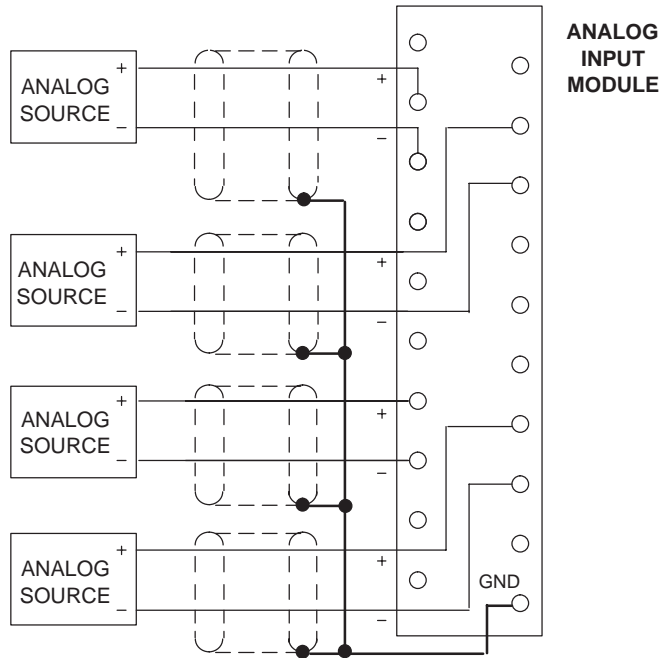 ANALOG
INPUT
MODULE
+
ANALOG
SOURCE
–
+
–
+
ANALOG
SOURCE
–
+
–
+
ANALOG
SOURCE
–
+
–
+
ANALOG
SOURCE
–
+
–
GND